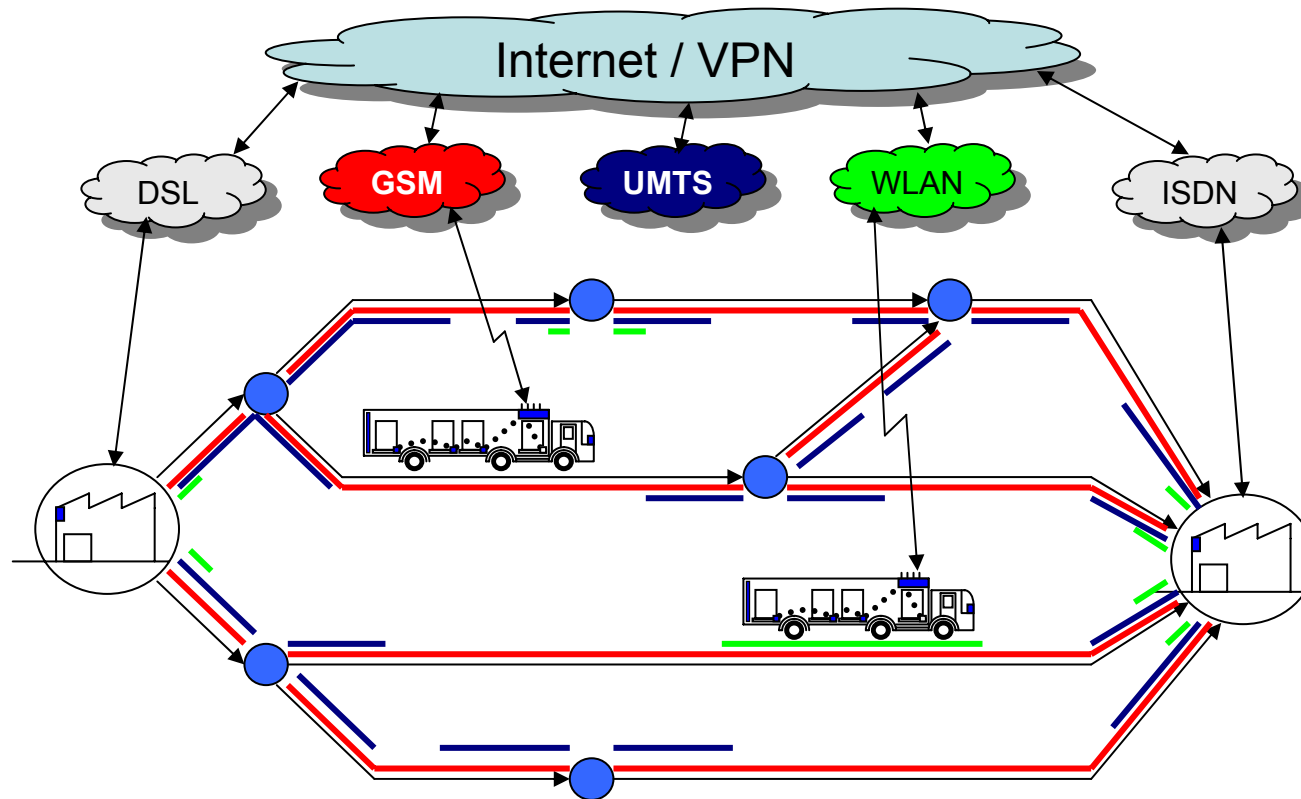 Internet / VPN
DSL
GSM
UMTS
WLAN
ISDN